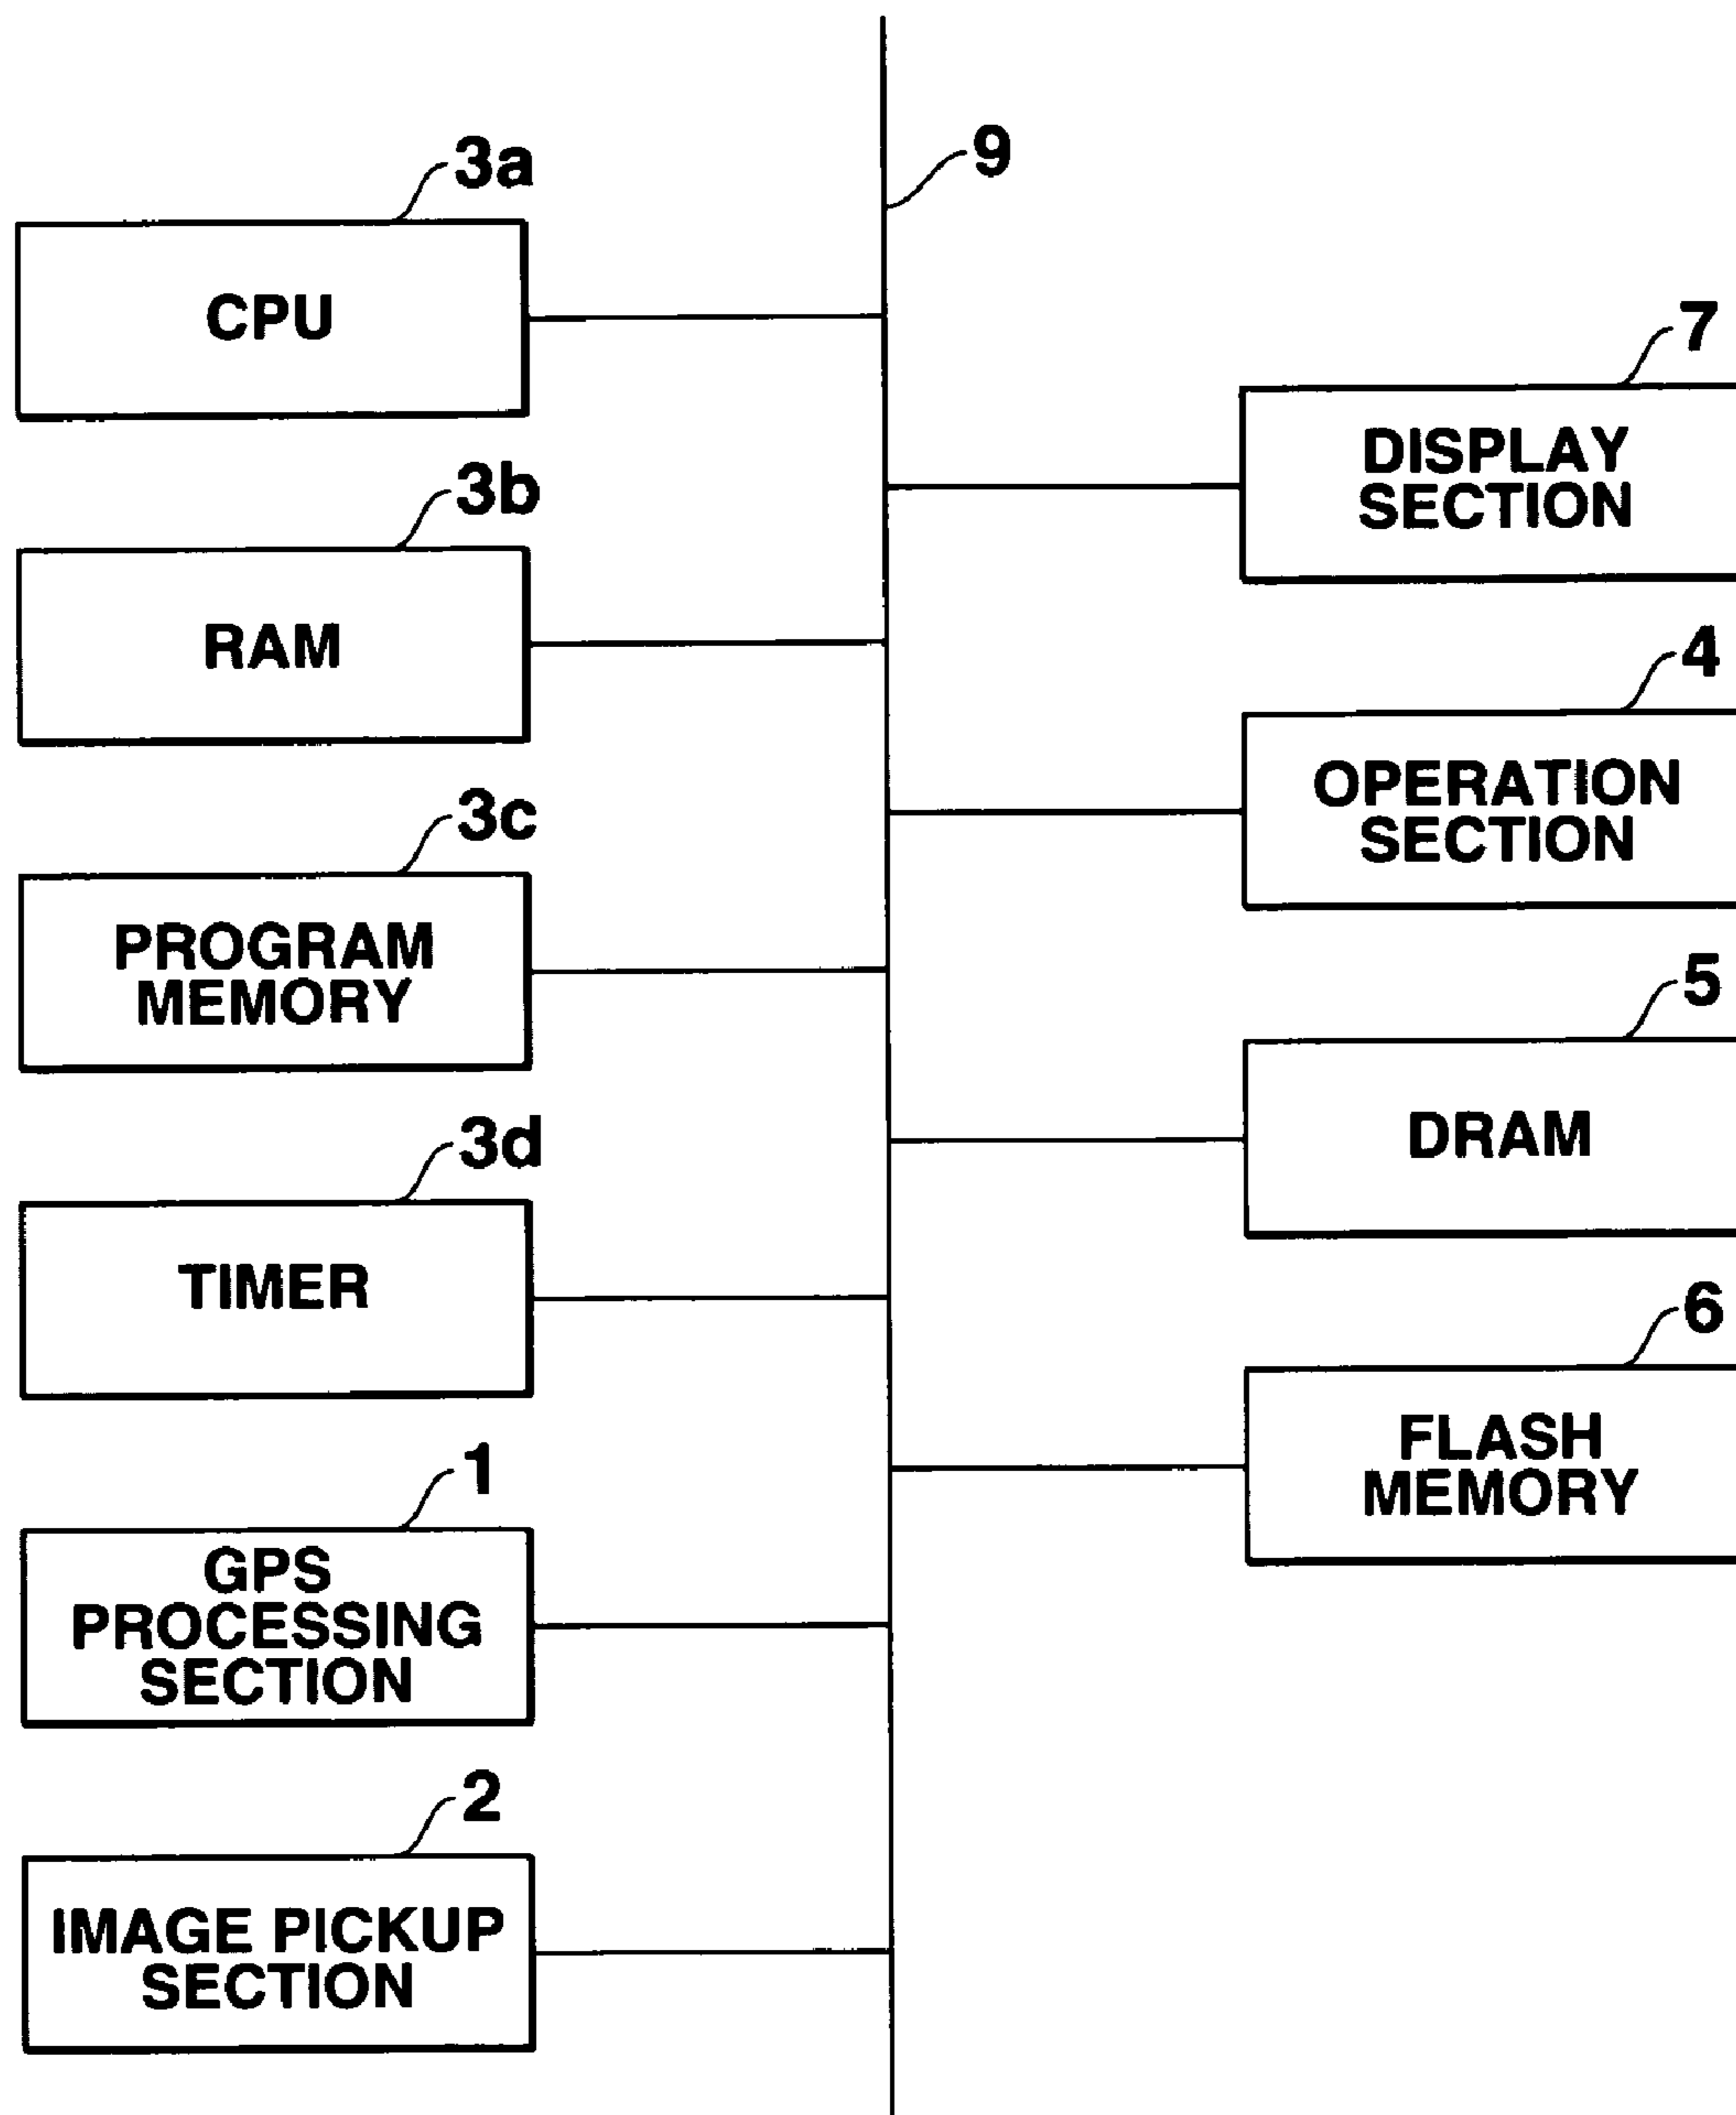 9
3a
CPU
3b
RAM
3c
PROGRAM
MEMORY
3d
TIMER
1
GPS
PROCESSING
SECTION
2
IMAGE PICKUP
SECTION
7
DISPLAY
SECTION
4
OPERATION
SECTION
5
DRAM
6
FLASH
MEMORY